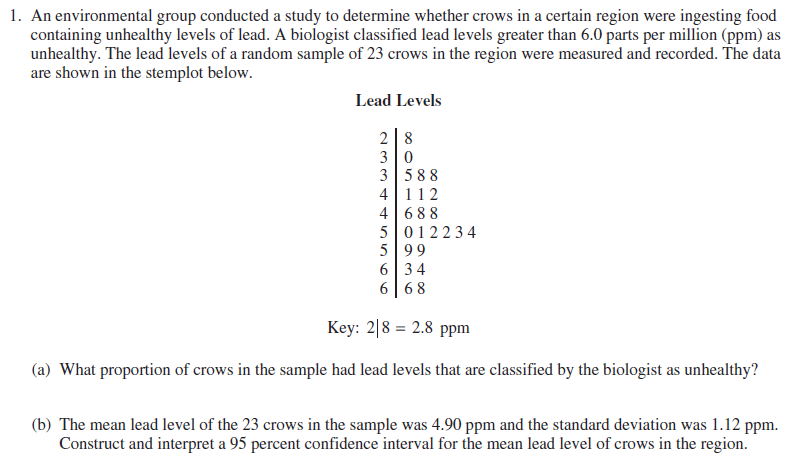 1. An environmental group conducted a study to determine whether crows in a certain region were ingesting food
containing unhealthy levels of lead. A biologist classified lead levels greater than 6.0 parts per million (ppm) as
unhealthy. The lead levels of a random sample of 23 crows in the region were measured and recorded. The data
are shown in the stemplot below.
Lead Levels
2 | 8
3 | 0
3 | 5 8 8
4 | 1 1 2
4 | 6 8 8
5 | 0 1 2 2 3 4
5 | 9 9
6 | 3 4
6 | 6 8
Key: 2|8 = 2.8 ppm
(a) What proportion of crows in the sample had lead levels that are classified by the biologist as unhealthy?
(b) The mean lead level of the 23 crows in the sample was 4.90 ppm and the standard deviation was 1.12 ppm.
Construct and interpret a 95 percent confidence interval for the mean lead level of crows in the region.